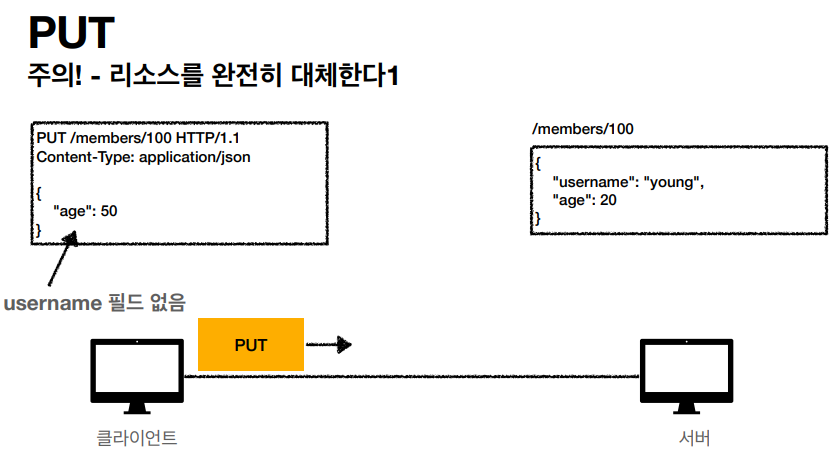 PUT
주의! - 리소스를 완전히 대체한다1
PUT /members/100 HTTP/1.1
Content-Type: application/json
{
"age": 50
}
username 필드 없음
/members/100
{
"username": "young",
"age": 20
}
PUT
클라이언트
서버